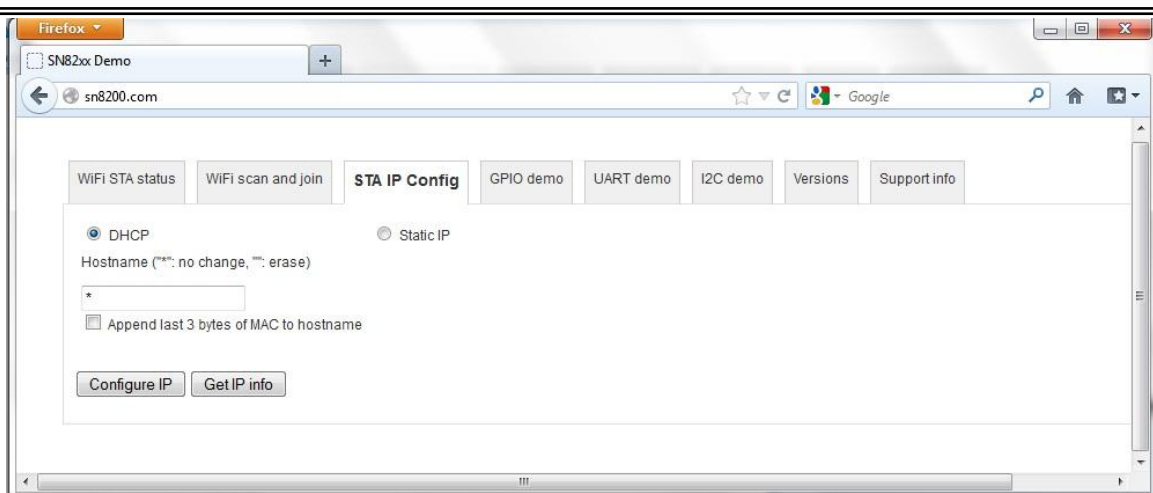 Firefox
SN82xx Demo
sn8200.com
Google
WiFi STA status
WiFi scan and join
STA IP Config
GPIO demo
UART demo
I2C demo
Versions
Support info
DHCP
Static IP
Hostname ("*": no change, "": erase)
*
Append last 3 bytes of MAC to hostname
Configure IP
Get IP info